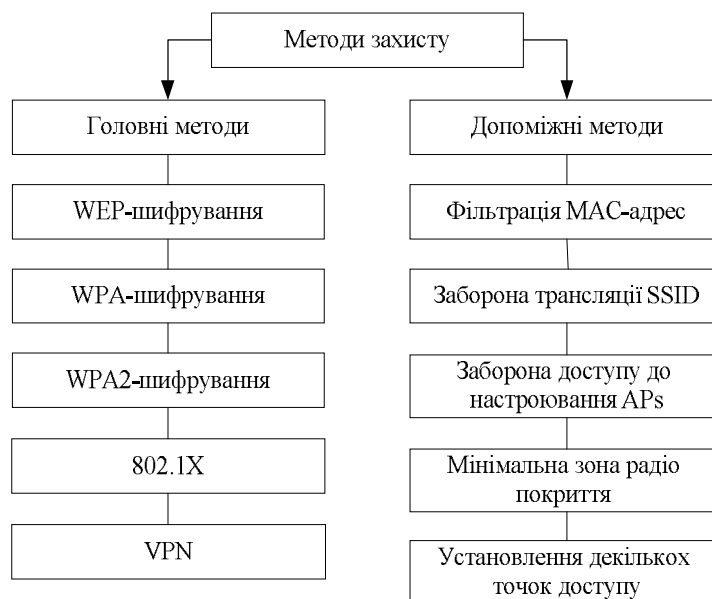 Методи захисту
Головні методи
WEP-шифрування
WPA-шифрування
WPA2-шифрування
802.1X
VPN
Допоміжні методи
Фільтрація MAC-адрес
Заборона трансляції SSID
Заборона доступу до
настроювання APs
Мінімальна зона радіо
покриття
Установлення декількох
точок доступу